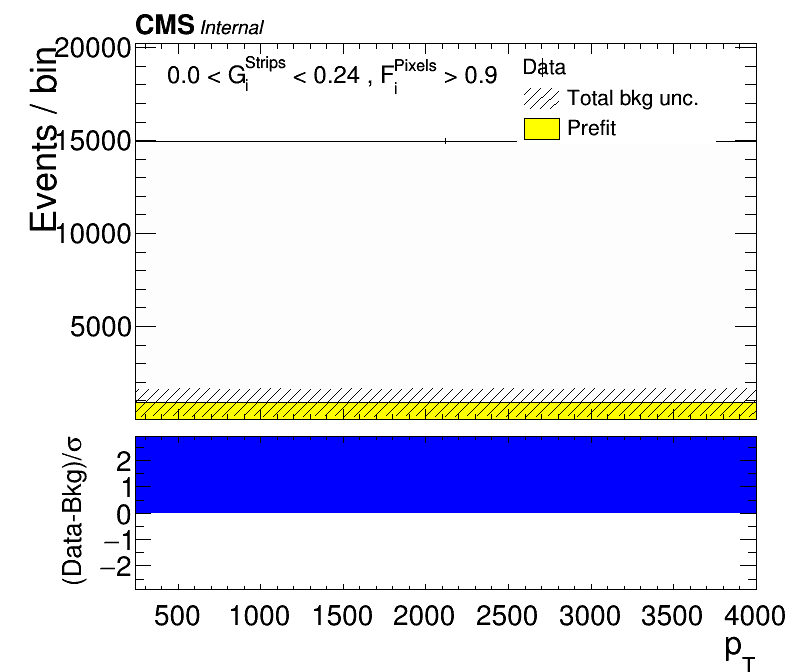 CMS Internal
0.0 < G_i^Strips < 0.24 , F_i^Pixels > 0.9
Data
Total bkg unc.
Prefit
Events / bin
20000
15000
10000
5000
(Data-Bkg)/σ
2
1
0
−1
−2
500 1000 1500 2000 2500 3000 3500 4000
p_T